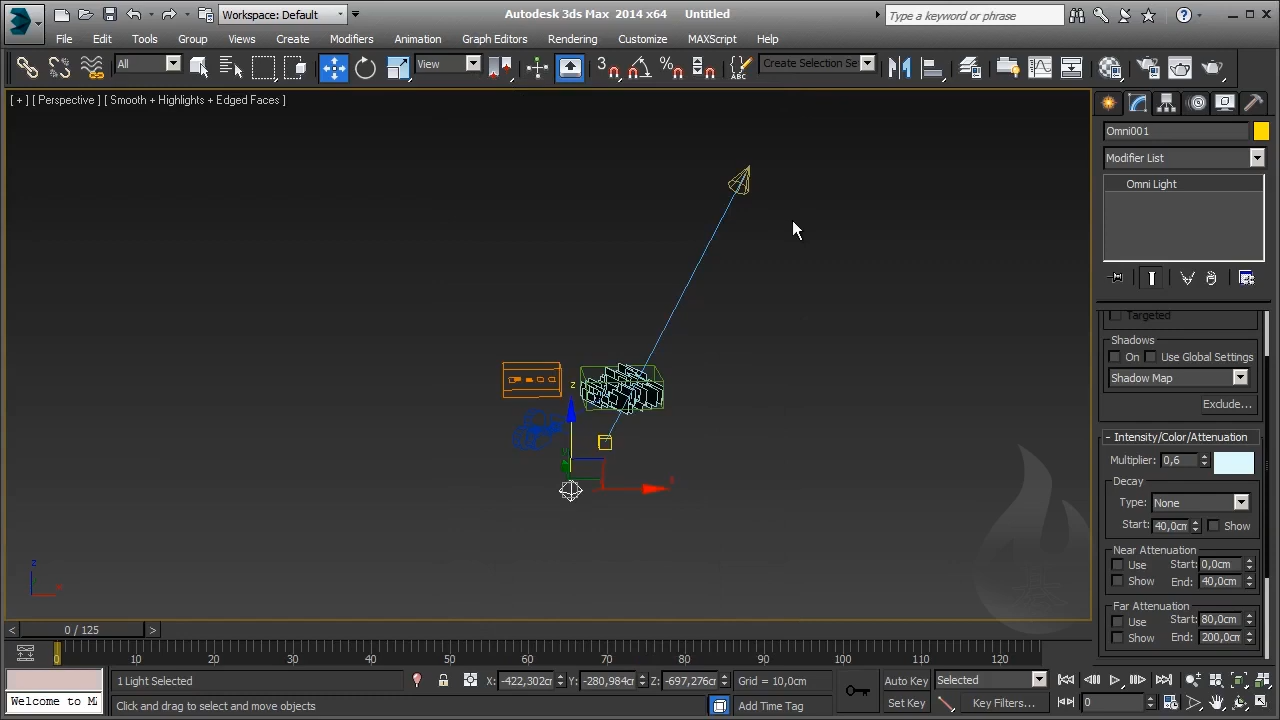 Workspace: Default
Autodesk 3ds Max 2014 x64 Untitled
Type a keyword or phrase
File Edit Tools Group Views Create Modifiers Animation Graph Editors Rendering Customize MAXScript Help
All
View
3
Create Selection Se
[ + ] [ Perspective ] [ Smooth + Highlights + Edged Faces ]
Omni001
Modifier List
Omni Light
Targeted
Shadows
On Use Global Settings
Shadow Map
Exclude...
- Intensity/Color/Attenuation
Multiplier: 0,6
Decay
Type: None
Start: 40,0cm Show
Near Attenuation
Use Start: 0,0cm
Show End: 40,0cm
Far Attenuation
Use Start: 80,0cm
Show End: 200,0cm
z
x
z
< 0 / 125 >
0 10 20 30 40 50 60 70 80 90 100 110 120
1 Light Selected
X: -422,302cm Y: -280,984cm Z: -697,276cm Grid = 10,0cm
Auto Key Selected
Welcome to M
Click and drag to select and move objects
Add Time Tag
Set Key Key Filters...
0